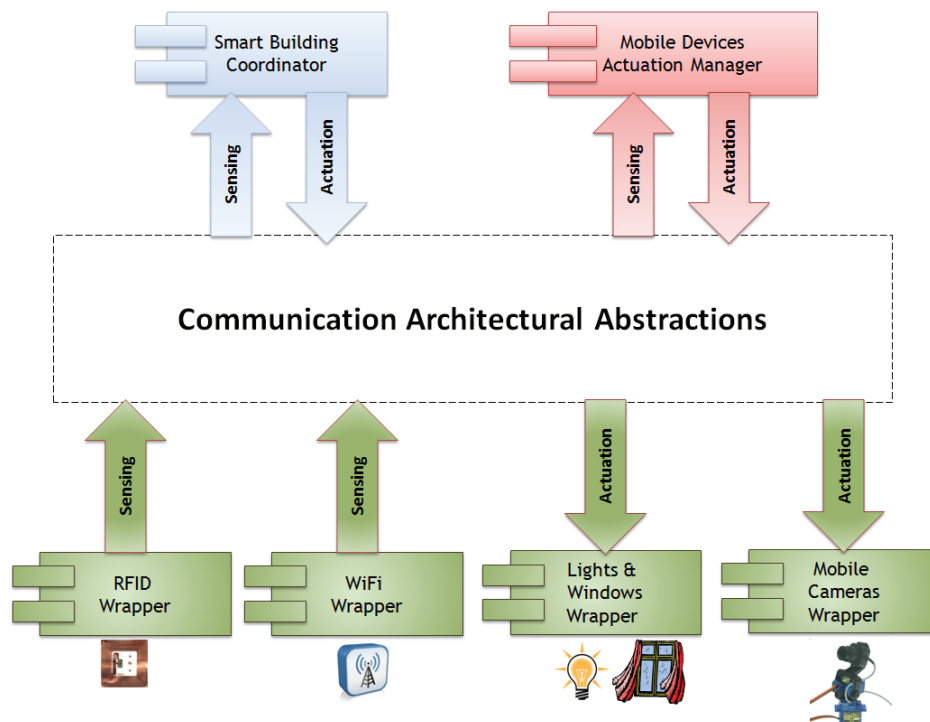 Smart Building
Coordinator
Mobile Devices
Actuation Manager
Sensing
Actuation
Sensing
Actuation
Communication Architectural Abstractions
Sensing
Sensing
Actuation
Actuation
RFID
Wrapper
WiFi
Wrapper
Lights &
Windows
Wrapper
Mobile
Cameras
Wrapper